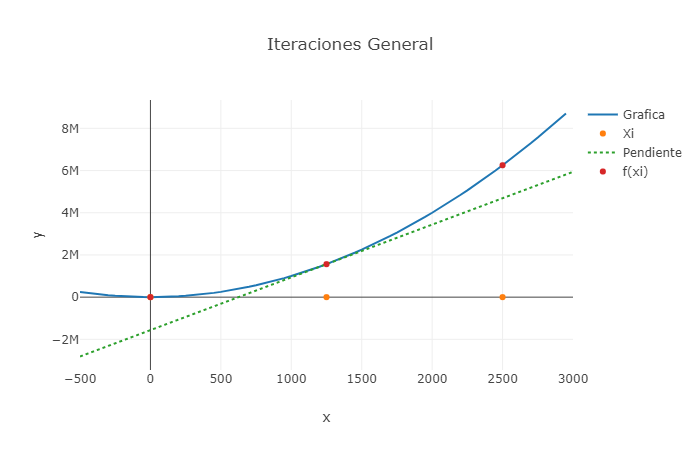 Iteraciones General
Grafica
Xi
Pendiente
f(xi)
8M
6M
4M
2M
0
−2M
y
−500
0
500
1000
1500
2000
2500
3000
x